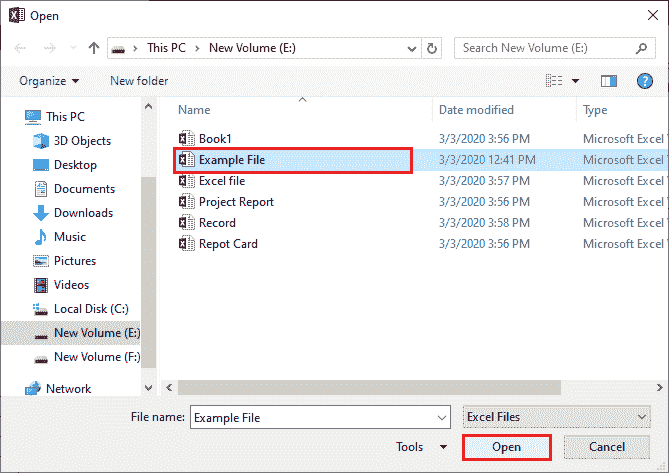 Open
This PC > New Volume (E:)
Search New Volume (E:)
Organize
New folder
Name
Date modified
Type
This PC
3D Objects
Desktop
Documents
Downloads
Music
Pictures
Videos
Local Disk (C:)
New Volume (E:)
New Volume (F:)
Network
Book1 3/3/2020 3:56 PM Microsoft Excel
Example File 3/3/2020 12:41 PM Microsoft Excel
Excel file 3/3/2020 3:57 PM Microsoft Excel
Project Report 3/3/2020 3:56 PM Microsoft Excel
Record 3/3/2020 3:58 PM Microsoft Excel
Repot Card 3/3/2020 3:56 PM Microsoft Excel
File name: Example File
Excel Files
Tools
Open
Cancel